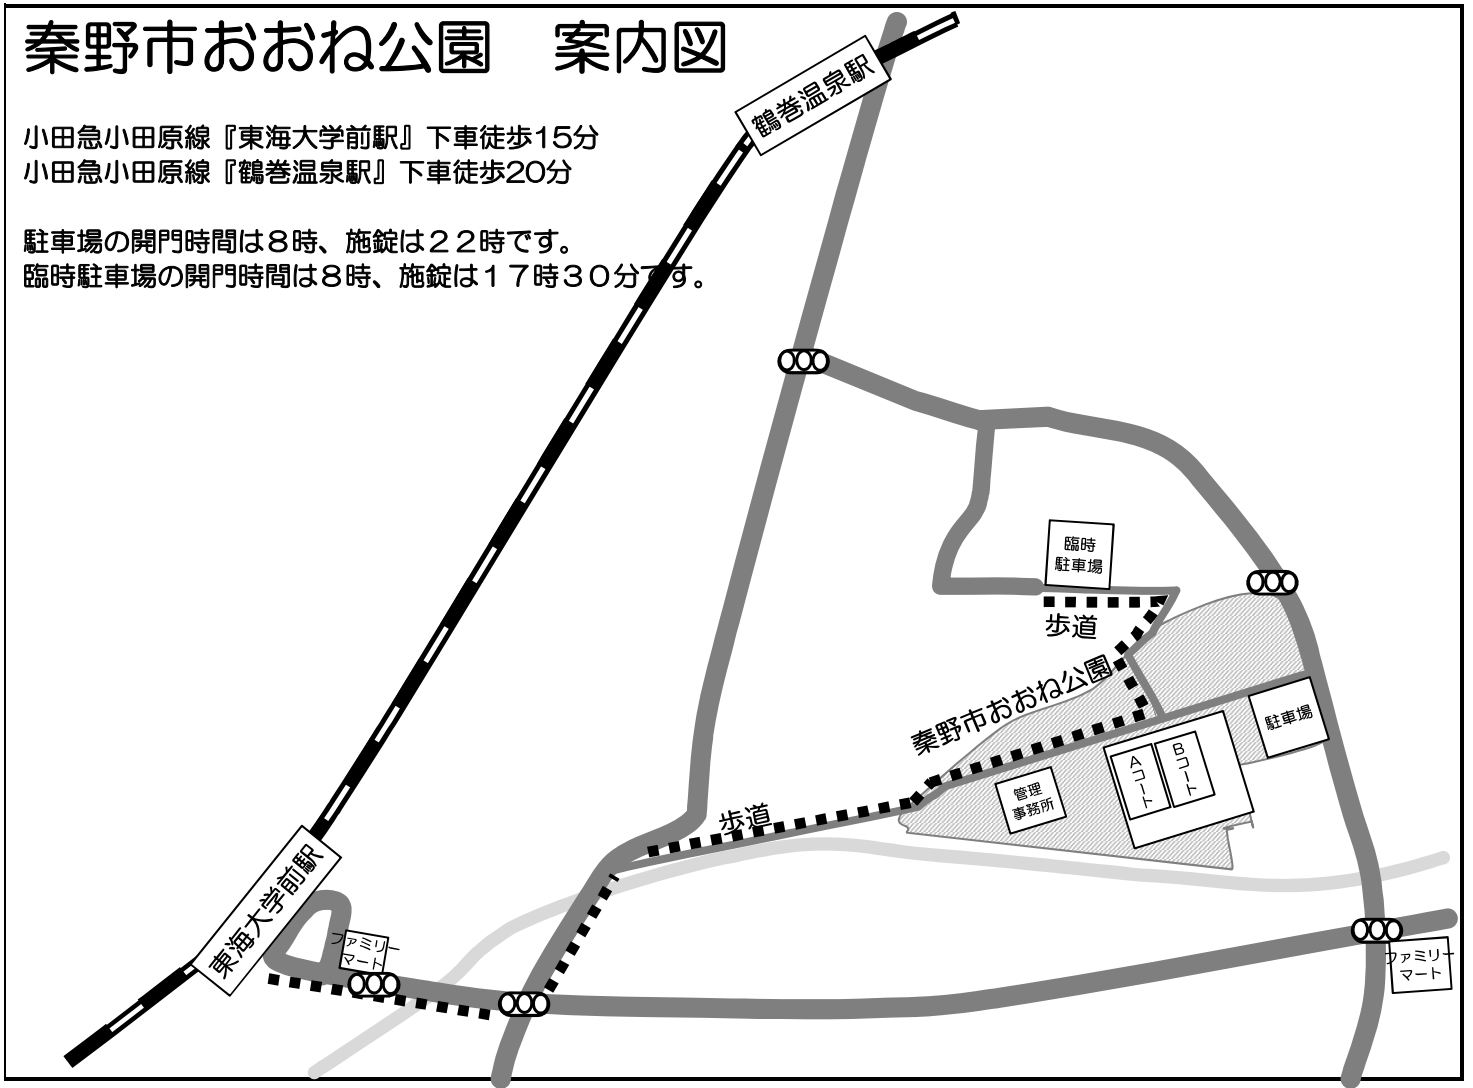 秦野市おおね公園　案内図
小田急小田原線『東海大学前駅』下車徒歩15分
小田急小田原線『鶴巻温泉駅』下車徒歩20分
駐車場の開門時間は８時、施錠は２２時です。
臨時駐車場の開門時間は８時、施錠は１７時３０分です。
鶴巻温泉駅
臨時
駐車場
歩道
秦野市おおね公園
駐車場
Aコート
Bコート
管理
事務所
歩道
東海大学前駅
ファミリー
マート
ファミリー
マート